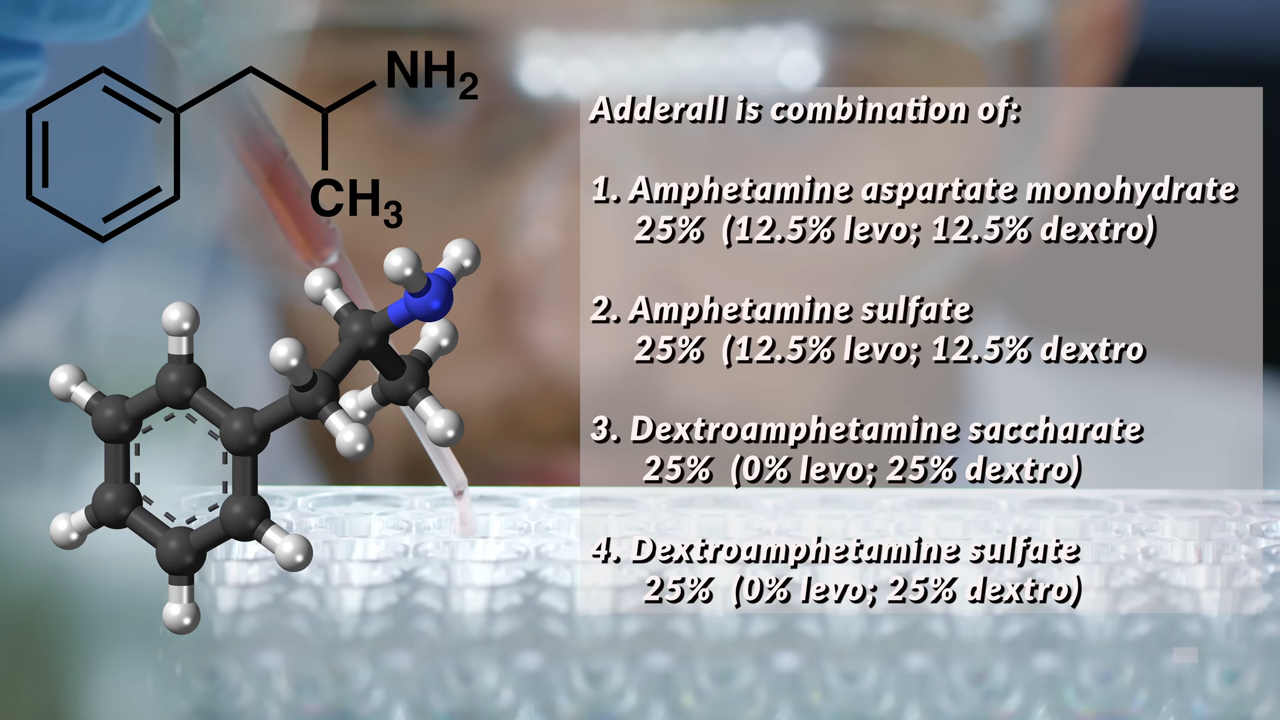 NH₂
CH₃
Adderall is combination of:
1. Amphetamine aspartate monohydrate
25% (12.5% levo; 12.5% dextro)
2. Amphetamine sulfate
25% (12.5% levo; 12.5% dextro
3. Dextroamphetamine saccharate
25% (0% levo; 25% dextro)
4. Dextroamphetamine sulfate
25% (0% levo; 25% dextro)